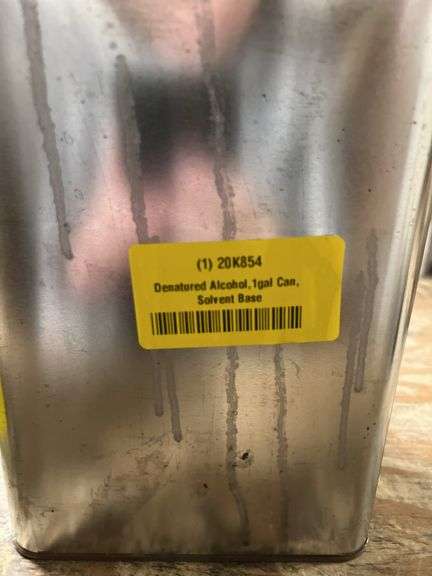 (1) 20K854
Denatured Alcohol,1gal Can,
Solvent Base